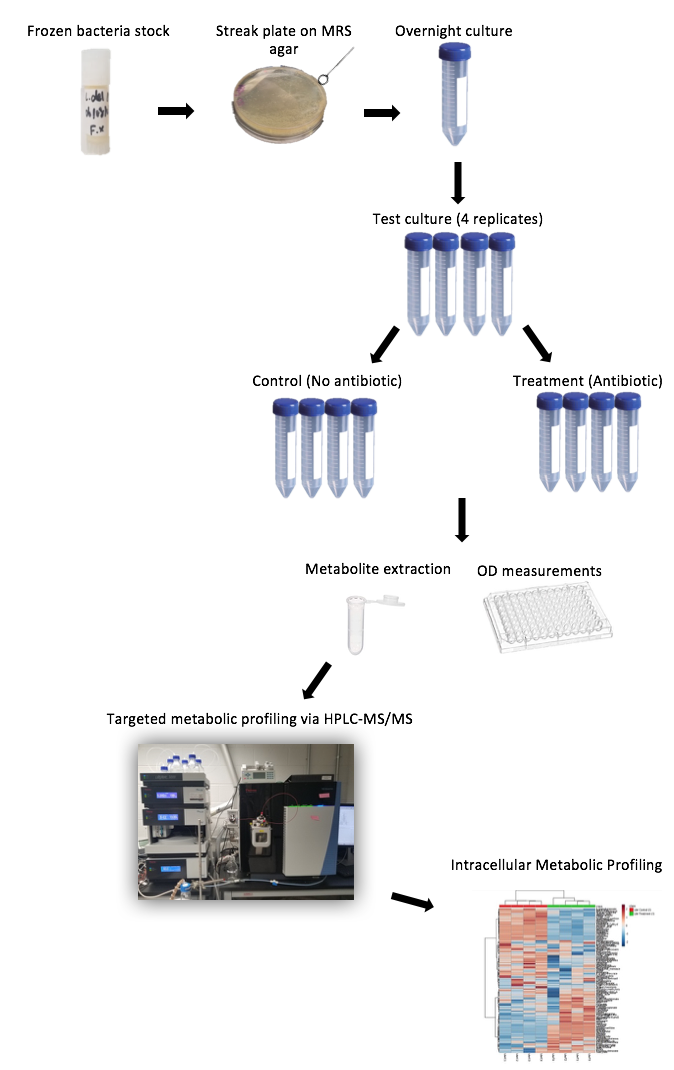 Frozen bacteria stock
Streak plate on MRS
agar
Overnight culture
Test culture (4 replicates)
Control (No antibiotic)
Treatment (Antibiotic)
Metabolite extraction
OD measurements
Targeted metabolic profiling via HPLC-MS/MS
Intracellular Metabolic Profiling